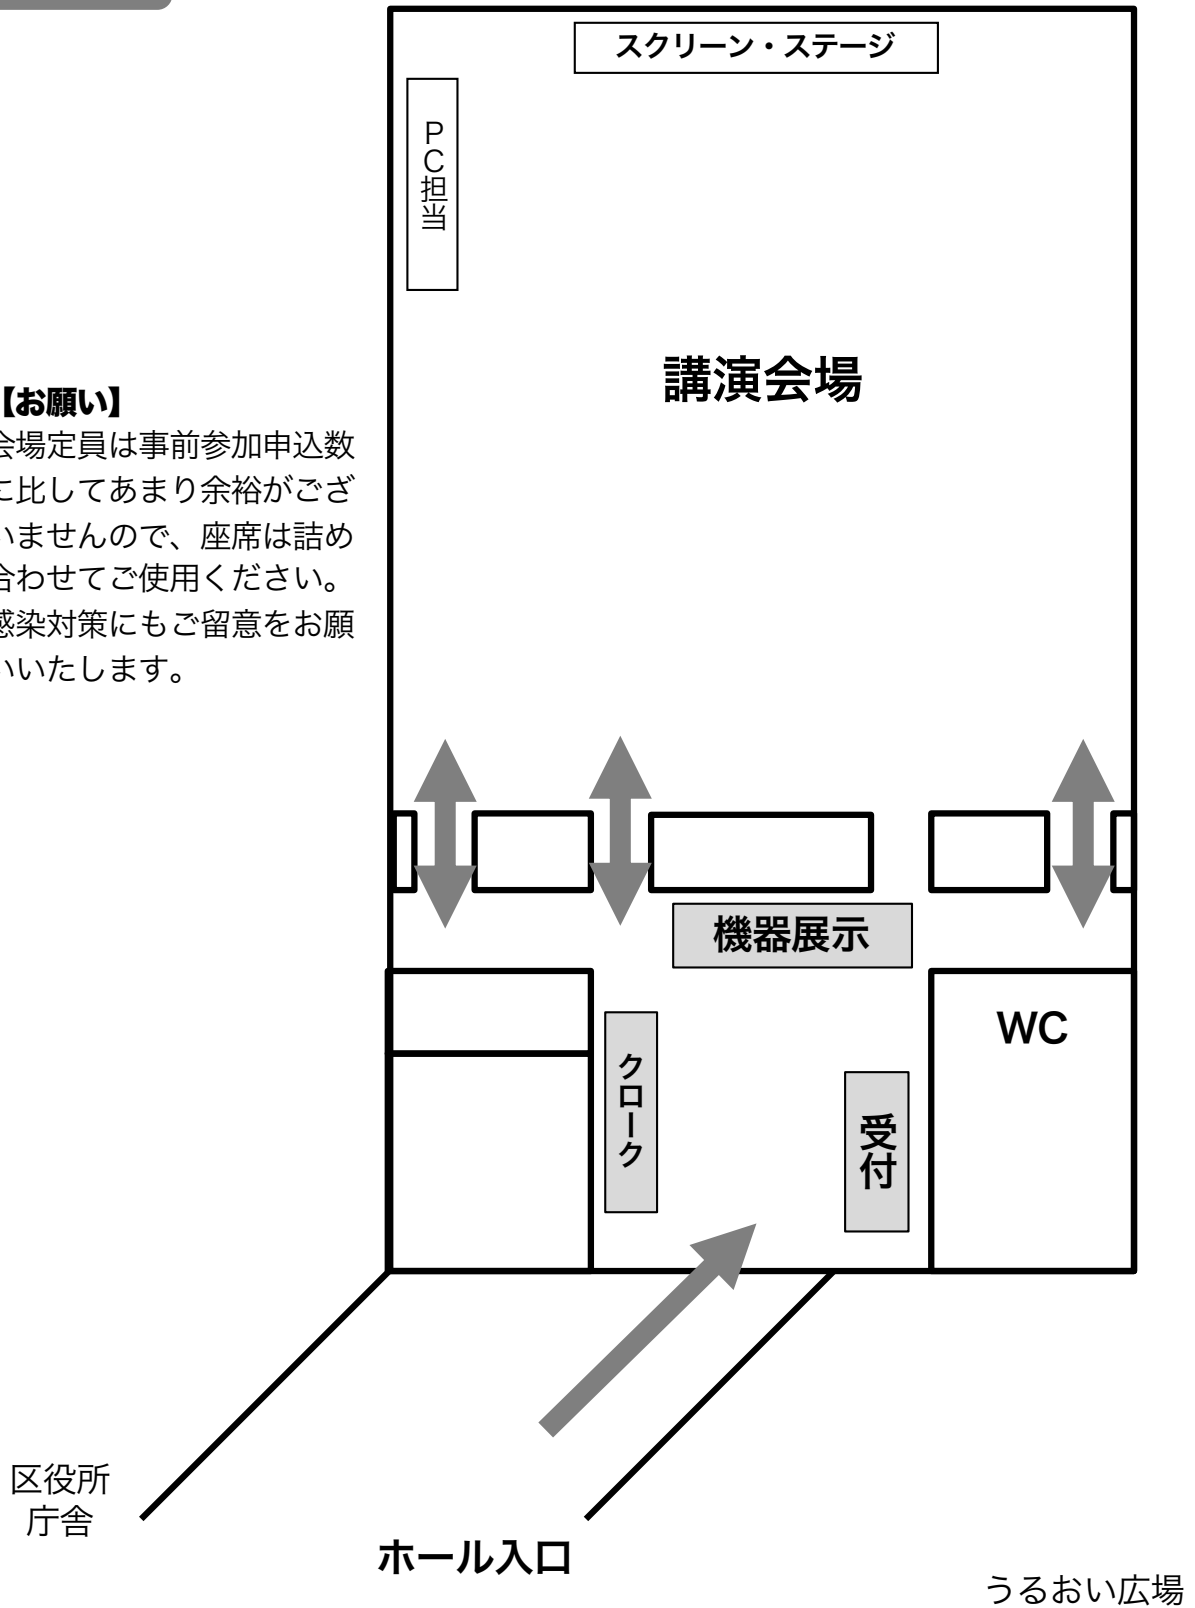 スクリーン・ステージ
PC担当
講演会場
【お願い】
会場定員は事前参加申込数
に比してあまり余裕がござ
いませんので、座席は詰め
合わせてご使用ください。
感染対策にもご留意をお願
いいたします。
機器展示
WC
クローク
受付
区役所
庁舎
ホール入口
うるおい広場